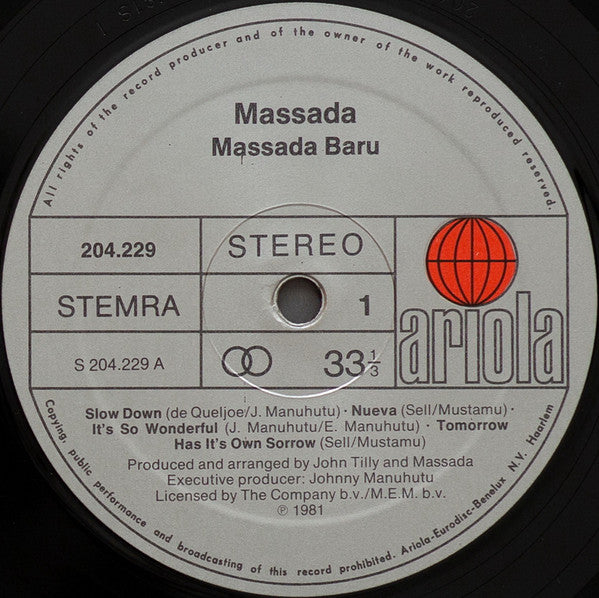 All rights of the record producer and of the owner of the work reproduced reserved.
Massada
Massada Baru
204.229
STEREO
STEMRA
1
ariola
S 204.229 A
33 1/3
Slow Down (de Queljoe/J. Manuhutu) · Nueva (Sell/Mustamu) ·
It's So Wonderful (J. Manuhutu/E. Manuhutu) · Tomorrow
Has It's Own Sorrow (Sell/Mustamu)
Produced and arranged by John Tilly and Massada
Executive producer: Johnny Manuhutu
Licensed by The Company b.v./M.E.M. b.v.
℗ 1981
Copying, public performance and broadcasting of this record prohibited. Ariola-Eurodisc-Benelux N.V. Haarlem